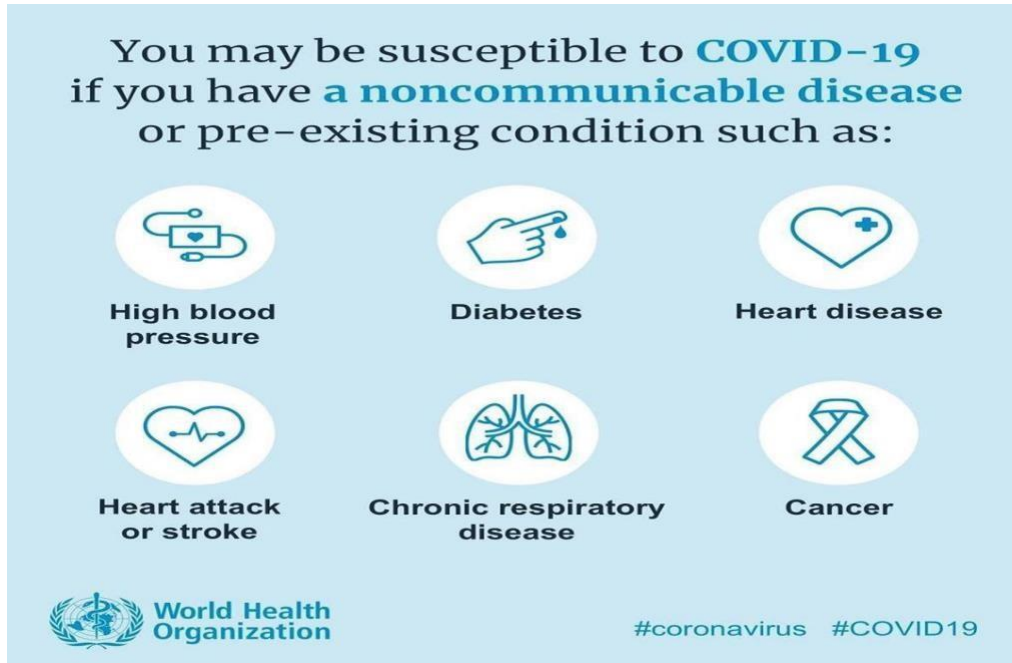 You may be susceptible to COVID-19
if you have a noncommunicable disease
or pre-existing condition such as:
High blood
pressure
Diabetes
Heart disease
Heart attack
or stroke
Chronic respiratory
disease
Cancer
World Health
Organization
#coronavirus #COVID19